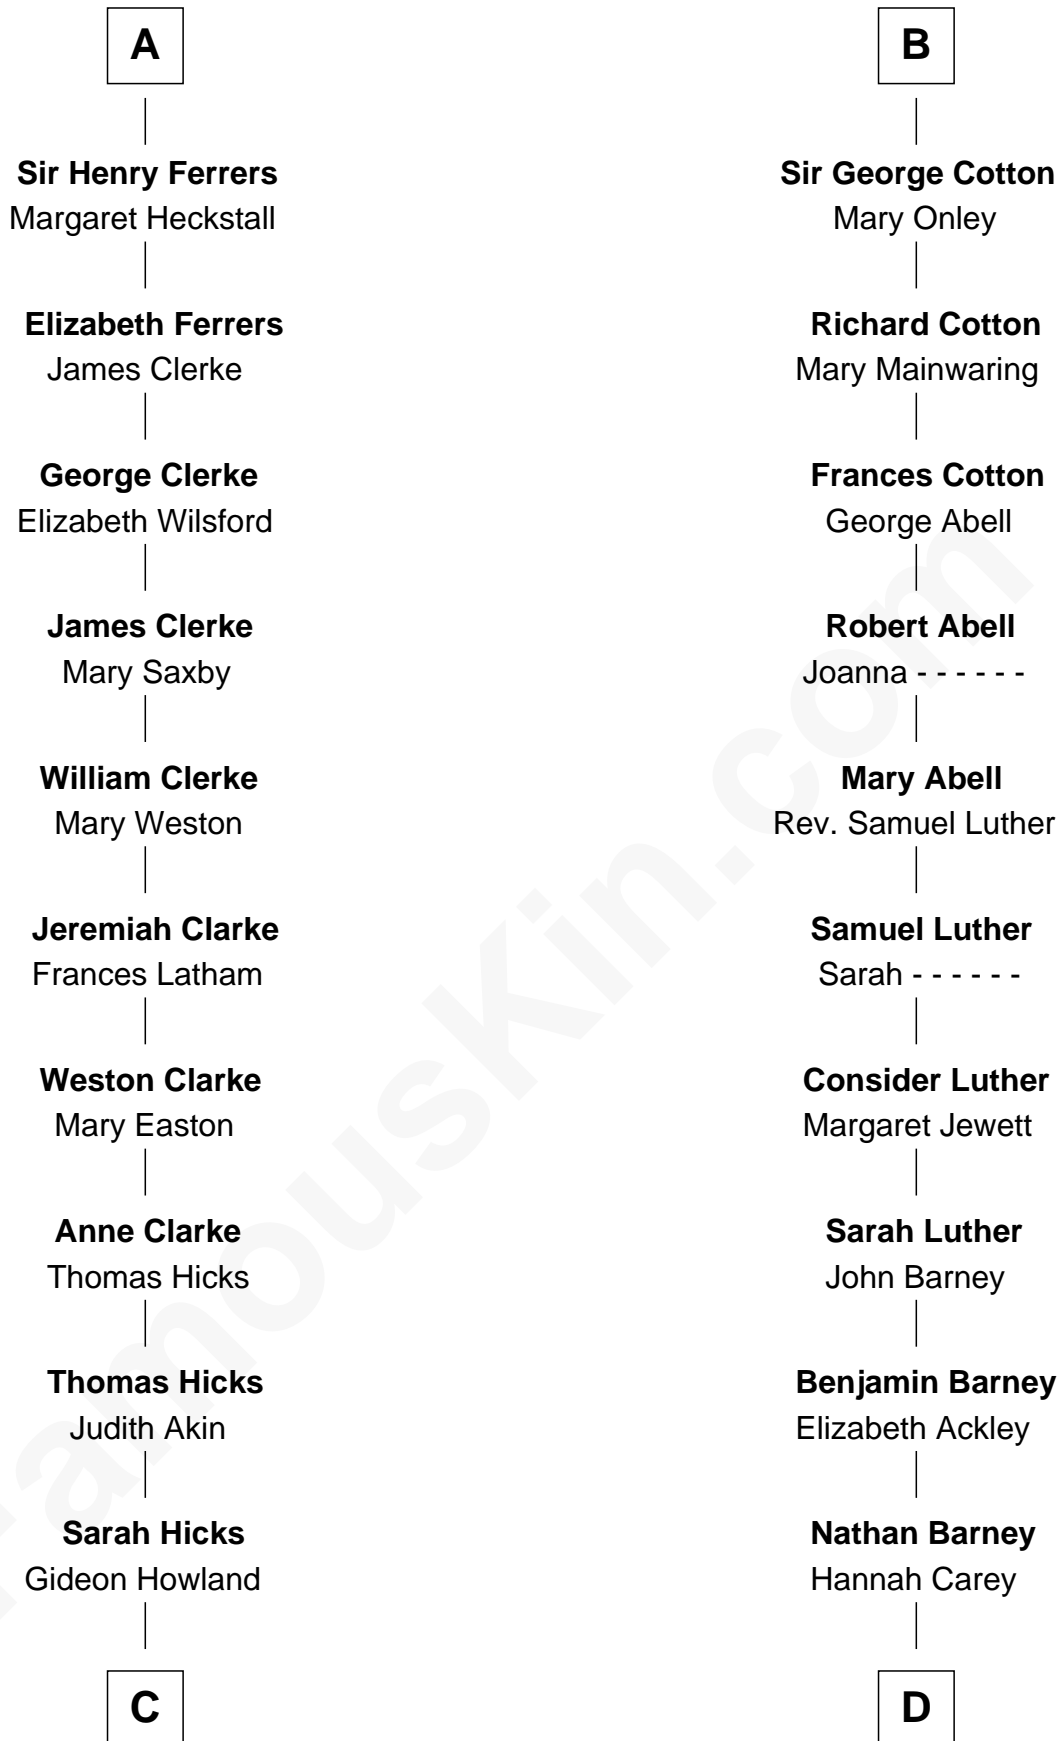 A
Sir Henry Ferrers
Margaret Heckstall
Elizabeth Ferrers
James Clerke
George Clerke
Elizabeth Wilsford
James Clerke
Mary Saxby
William Clerke
Mary Weston
Jeremiah Clarke
Frances Latham
Weston Clarke
Mary Easton
Anne Clarke
Thomas Hicks
Thomas Hicks
Judith Akin
Sarah Hicks
Gideon Howland
C
B
Sir George Cotton
Mary Onley
Richard Cotton
Mary Mainwaring
Frances Cotton
George Abell
Robert Abell
Joanna - - - - - -
Mary Abell
Rev. Samuel Luther
Samuel Luther
Sarah - - - - - -
Consider Luther
Margaret Jewett
Sarah Luther
John Barney
Benjamin Barney
Elizabeth Ackley
Nathan Barney
Hannah Carey
D
FamousKin.com